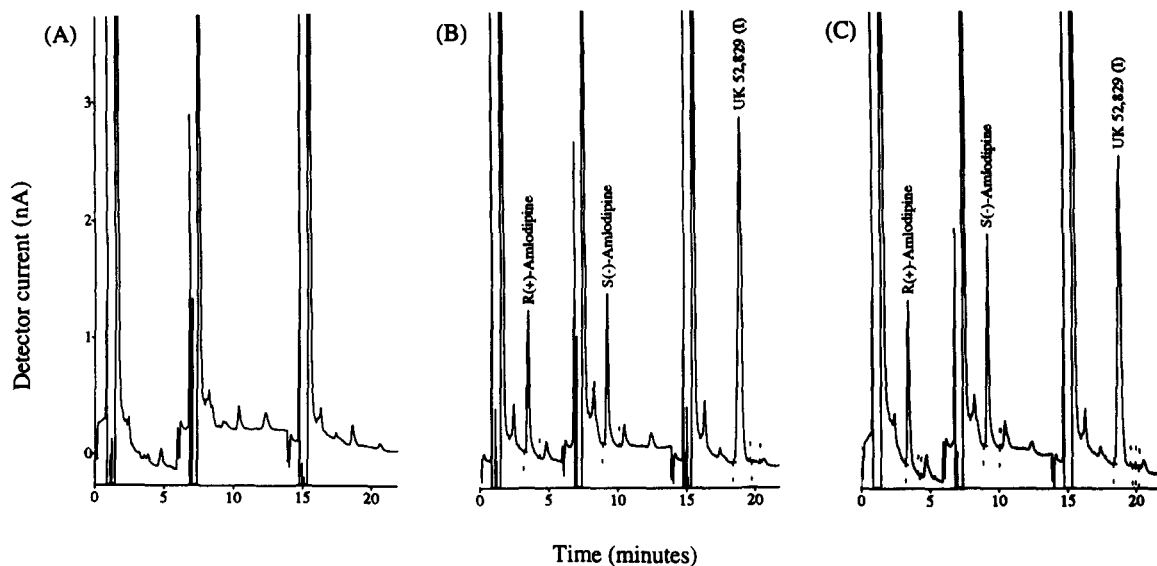 (A)
(B)
(C)
UK 52,829 (I)
UK 52,829 (I)
R(+)-Amlodipine
S(-)-Amlodipine
R(+)-Amlodipine
S(-)-Amlodipine
Detector current (nA)
3
2
1
0
0 5 10 15 20
0 5 10 15 20
0 5 10 15 20
Time (minutes)